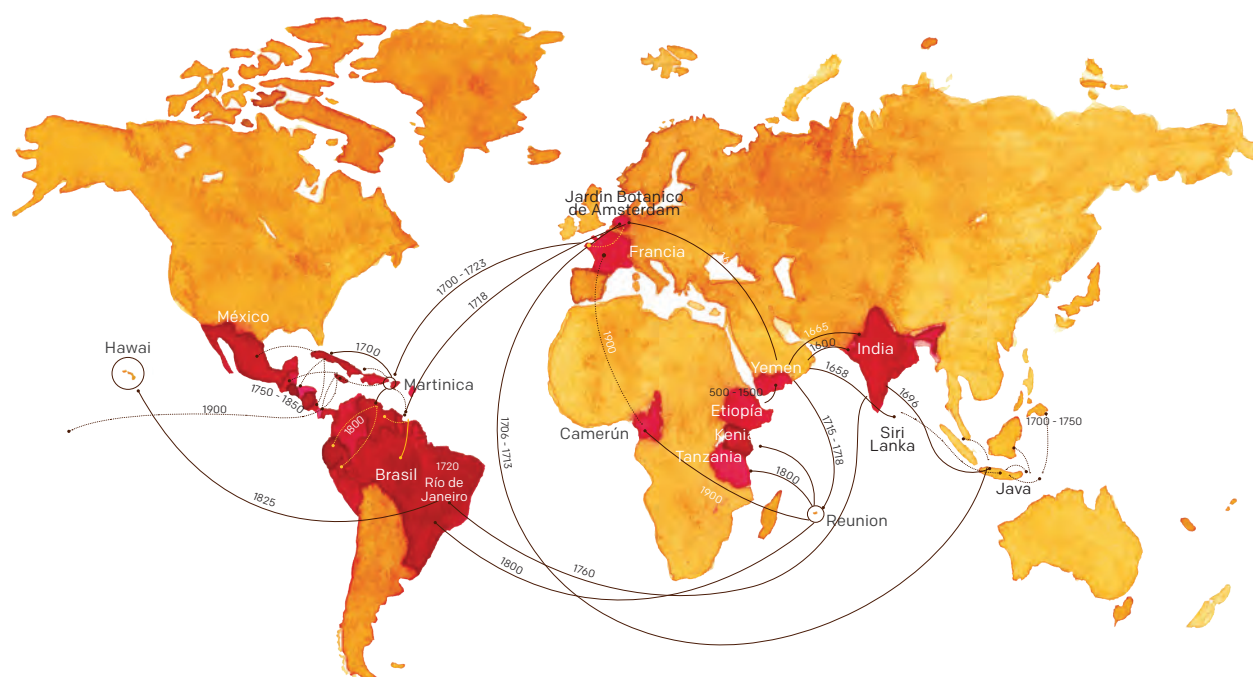 Jardin Botanico
de Amsterdam
Francia
1700 - 1723
1718
México
Hawai
1700
Martinica
1750 - 1850
1900
1800
Brasil
1720
Río de
Janeiro
1825
1706 - 1713
1800
1760
1900
Camerún
500 - 1500
Yemen
Etiopía
Kenia
Tanzania
1665
1600
India
1658
1696
1715 - 1718
1800
1900
Reunion
Siri
Lanka
1700 - 1750
Java